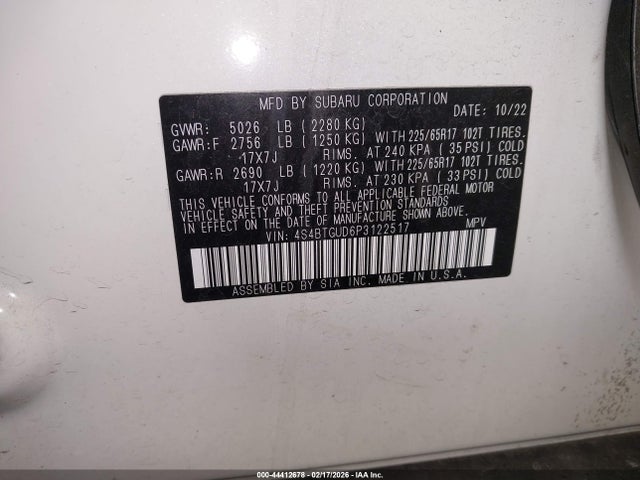 MFD BY SUBARU CORPORATION
DATE: 10/22
GVWR: 5026 LB (2280 KG)
GAWR:F 2756 LB (1250 KG) WITH 225/65R17 102T TIRES.
17X7J RIMS. AT 240 KPA (35 PSI) COLD
GAWR:R 2690 LB (1220 KG) WITH 225/65R17 102T TIRES.
17X7J RIMS. AT 230 KPA (33 PSI) COLD
THIS VEHICLE CONFORMS TO ALL APPLICABLE FEDERAL MOTOR
VEHICLE SAFETY AND THEFT PREVENTION STANDARDS IN EFFECT
ON THE DATE OF MANUFACTURE SHOWN ABOVE.
VIN: 4S4BTGUD6P3122517 MPV
ASSEMBLED BY SIA INC. MADE IN U.S.A.
000-44412678 - 02/17/2026 - IAA Inc.